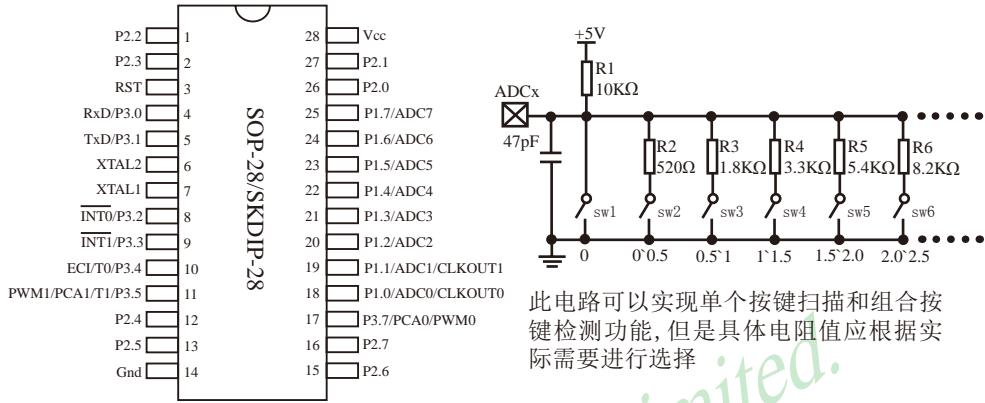 P2.2 1
P2.3 2
RST 3
RxD/P3.0 4
TxD/P3.1 5
XTAL2 6
XTAL1 7
INT0/P3.2 8
INT1/P3.3 9
ECI/T0/P3.4 10
PWM1/PCA1/T1/P3.5 11
P2.4 12
P2.5 13
Gnd 14
SOP-28/SKDIP-28
28 Vcc
27 P2.1
26 P2.0
25 P1.7/ADC7
24 P1.6/ADC6
23 P1.5/ADC5
22 P1.4/ADC4
21 P1.3/ADC3
20 P1.2/ADC2
19 P1.1/ADC1/CLKOUT1
18 P1.0/ADC0/CLKOUT0
17 P3.7/PCA0/PWM0
16 P2.7
15 P2.6
+5V
R1
10KΩ
ADCx
47pF
R2 R3 R4 R5 R6
520Ω 1.8KΩ 3.3KΩ 5.4KΩ 8.2KΩ
sw1 sw2 sw3 sw4 sw5 sw6
0 0`0.5 0.5`1 1`1.5 1.5`2.0 2.0`2.5
此电路可以实现单个按键扫描和组合按
键检测功能,但是具体电阻值应根据实
际需要进行选择